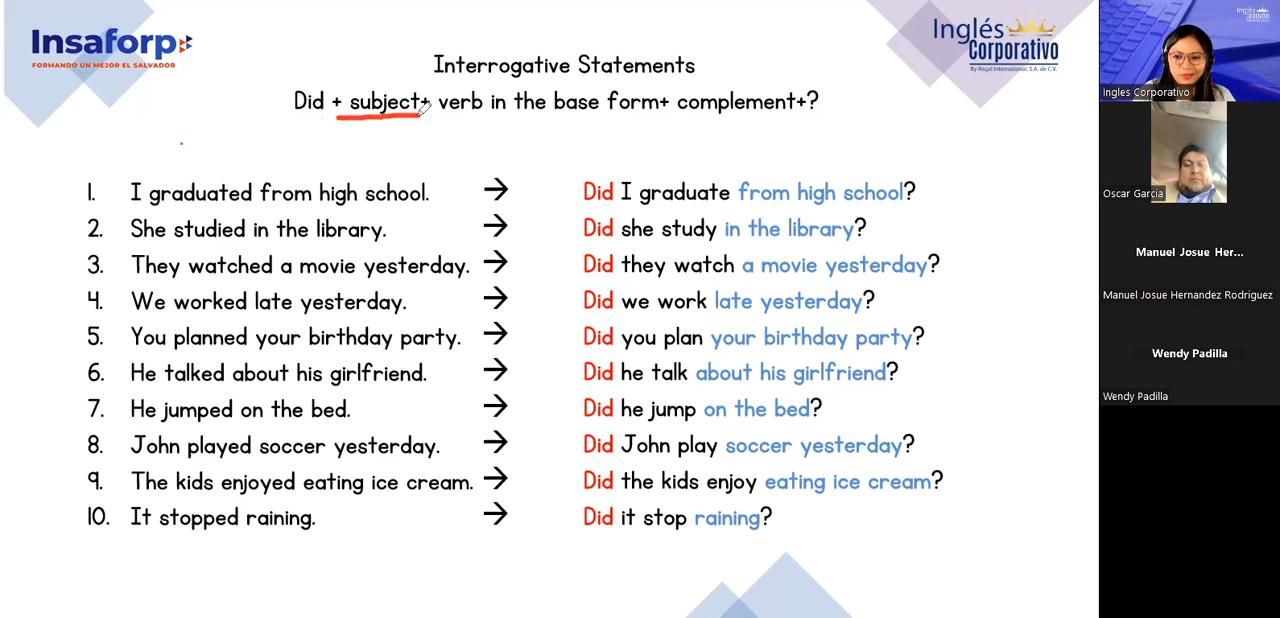 Insaforp
FORMANDO UN MEJOR EL SALVADOR
Inglés
Corporativo
By Regal International, S.A. de C.V.
Interrogative Statements
Did + subject+ verb in the base form+ complement+?
1. I graduated from high school. → Did I graduate from high school?
2. She studied in the library. → Did she study in the library?
3. They watched a movie yesterday. → Did they watch a movie yesterday?
4. We worked late yesterday. → Did we work late yesterday?
5. You planned your birthday party. → Did you plan your birthday party?
6. He talked about his girlfriend. → Did he talk about his girlfriend?
7. He jumped on the bed. → Did he jump on the bed?
8. John played soccer yesterday. → Did John play soccer yesterday?
9. The kids enjoyed eating ice cream. → Did the kids enjoy eating ice cream?
10. It stopped raining. → Did it stop raining?
Inglés
Ingles Corporativo
Oscar Garcia
Manuel Josue Her...
Manuel Josue Hernandez Rodriguez
Wendy Padilla
Wendy Padilla